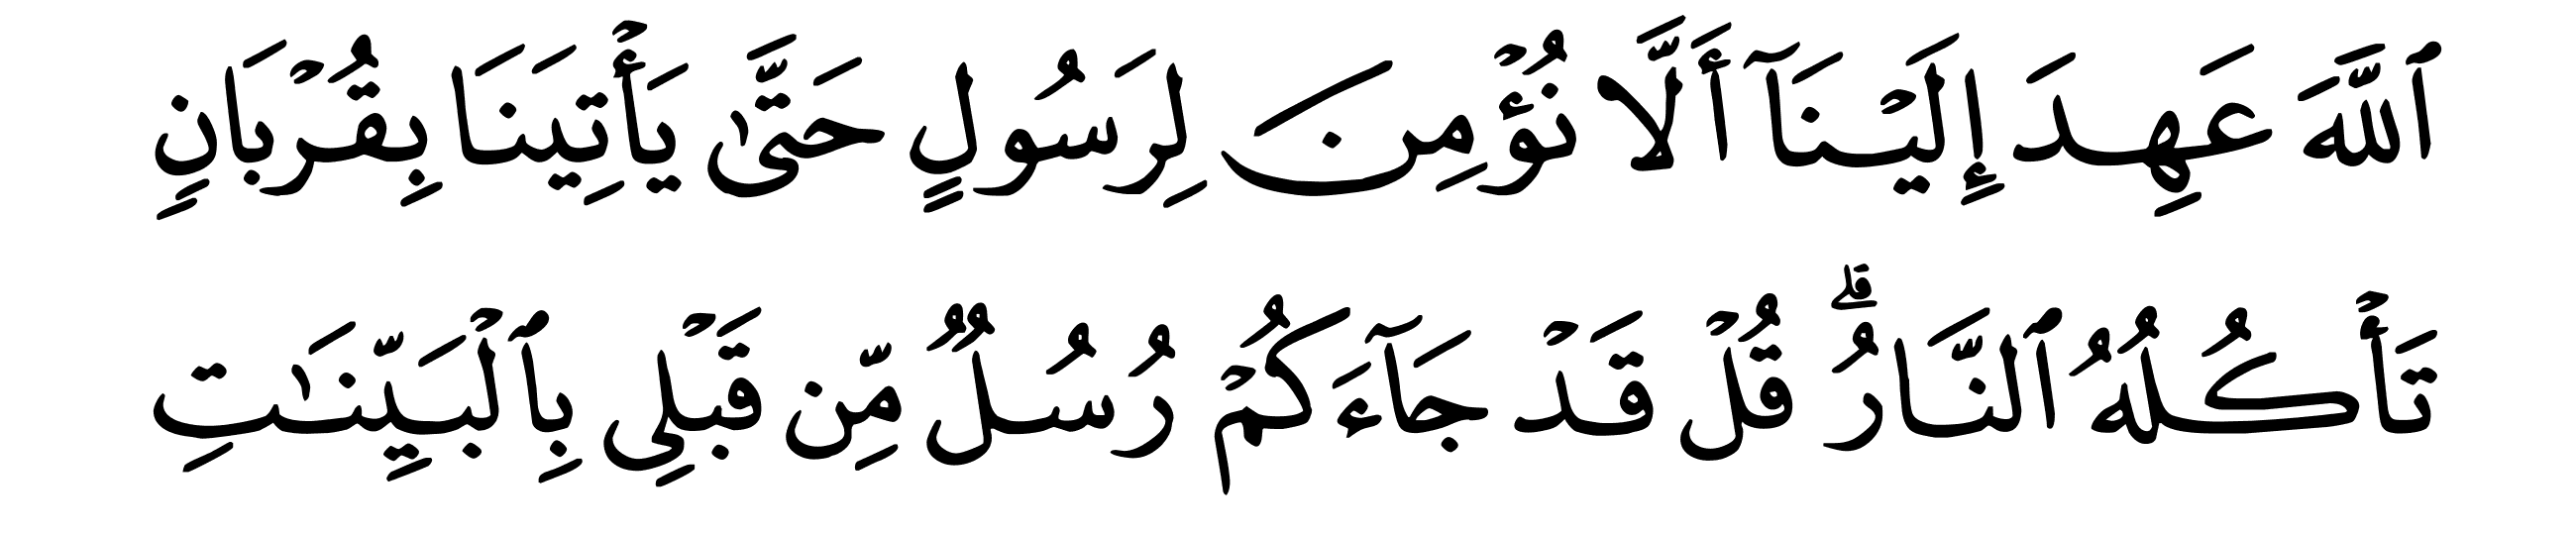 ٱللَّهَ عَهِدَ إِلَيْنَآ أَلَّا نُؤْمِنَ لِرَسُولٍ حَتَّىٰ يَأْتِيَنَا بِقُرْبَانٍ
تَأْكُلُهُ ٱلنَّارُ ۗ قُلْ قَدْ جَآءَكُمْ رُسُلٌ مِّن قَبْلِى بِٱلْبَيِّنَـٰتِ